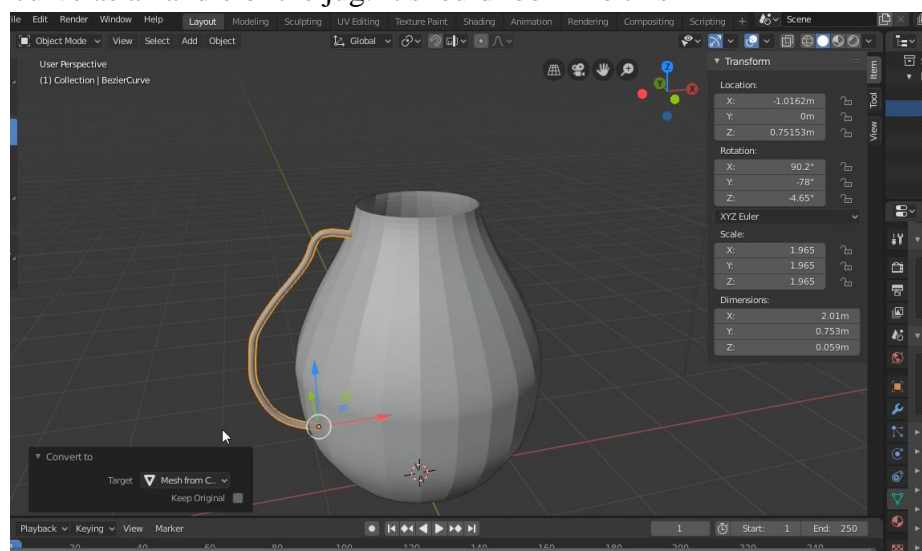 File Edit Render Window Help Layout Modeling Sculpting UV Editing Texture Paint Shading Animation Rendering Compositing Scripting + Scene
Object Mode View Select Add Object Global
User Perspective
(1) Collection | BezierCurve
Z
Y
X
Transform
Location:
X: -1.0162m
Y: 0m
Z: 0.75153m
Rotation:
X: 90.2°
Y: -78°
Z: -4.65°
XYZ Euler
Scale:
X: 1.965
Y: 1.965
Z: 1.965
Dimensions:
X: 2.01m
Y: 0.753m
Z: 0.059m
Item
Tool
View
Convert to
Target Mesh from C..
Keep Original
Playback Keying View Marker 1 Start: 1 End: 250